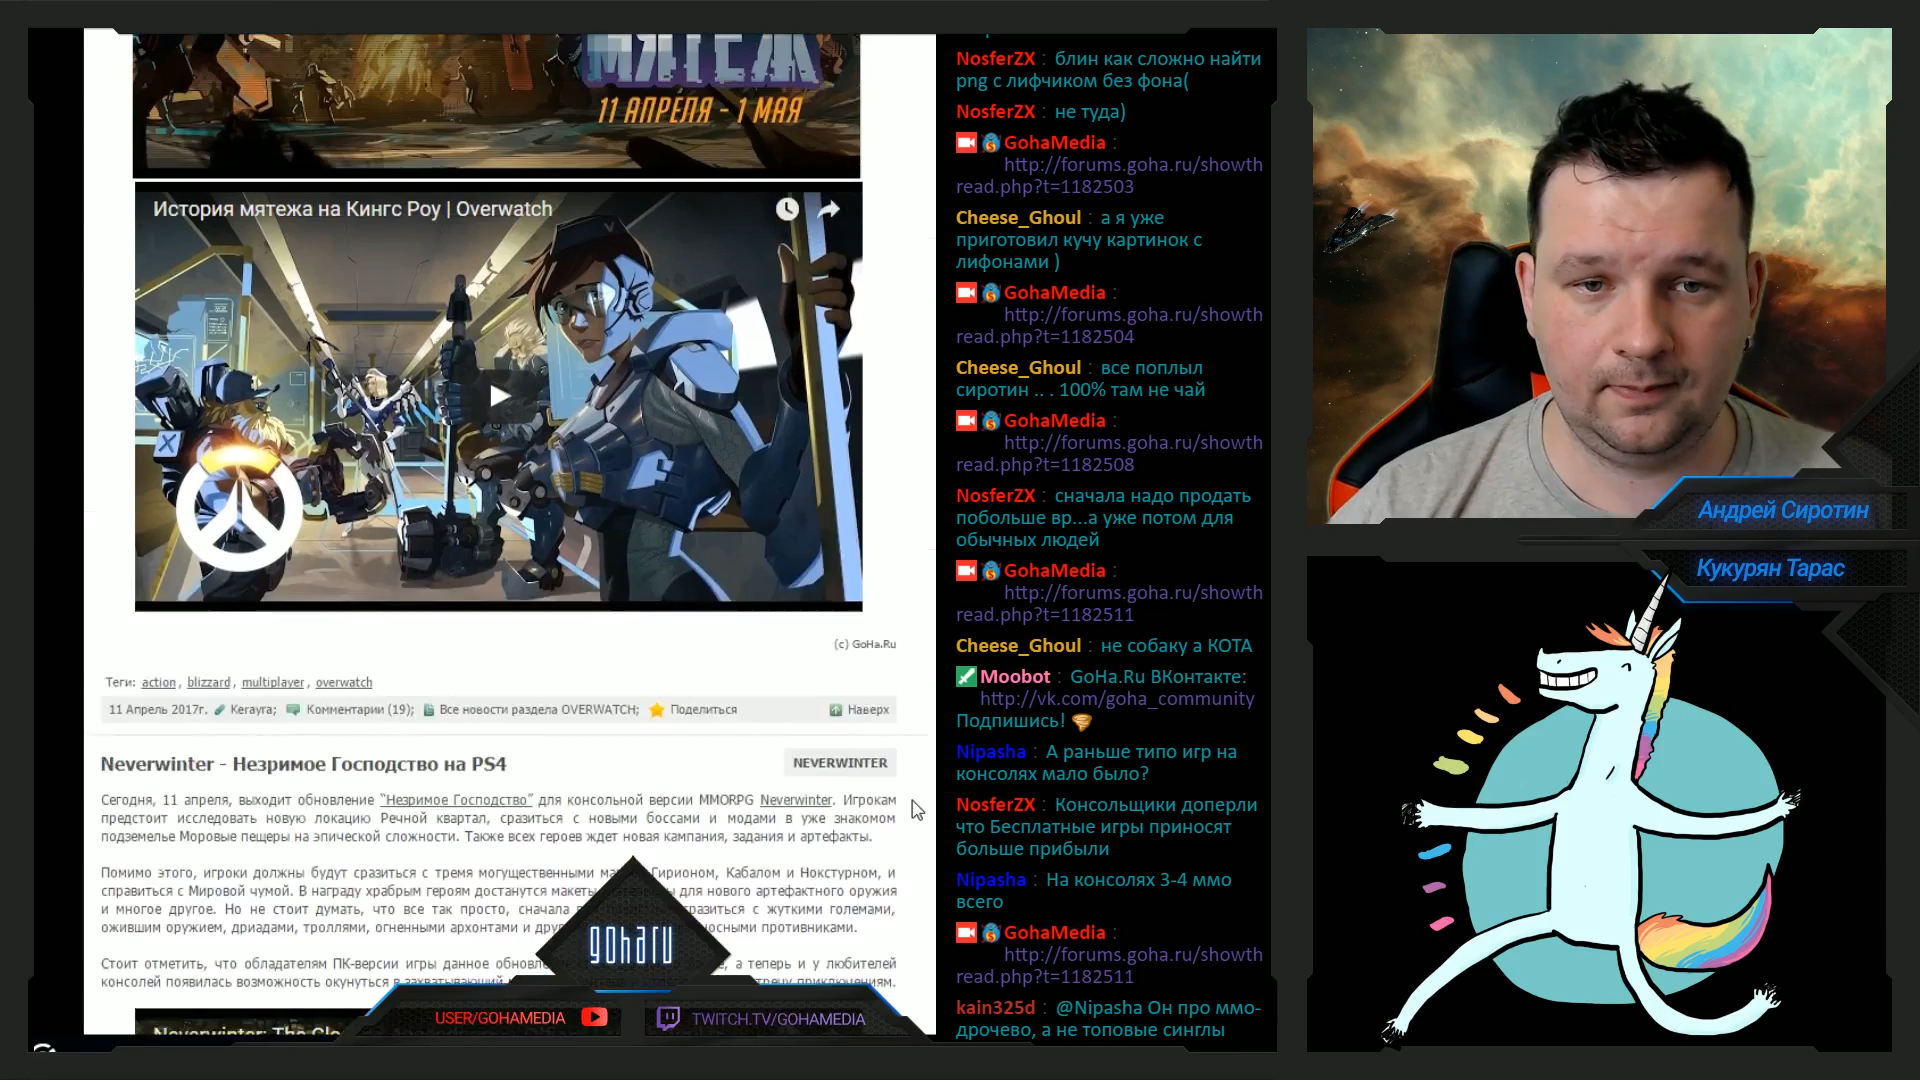 МЯТЕЖ
11 АПРЕЛЯ - 1 МАЯ
История мятежа на Кингс Роу | Overwatch
(c) GoHa.Ru
Теги: action, blizzard, multiplayer, overwatch
11 Апрель 2017г. Kerayra; Комментарии (19); Все новости раздела OVERWATCH; Поделиться Наверх
Neverwinter - Незримое Господство на PS4
NEVERWINTER
Сегодня, 11 апреля, выходит обновление "Незримое Господство" для консольной версии MMORPG Neverwinter. Игрокам
предстоит исследовать новую локацию Речной квартал, сразиться с новыми боссами и модами в уже знакомом
подземелье Моровые пещеры на эпической сложности. Также всех героев ждет новая кампания, задания и артефакты.
Помимо этого, игроки должны будут сразиться с тремя могущественными Гирионом, Кабалом и Нокстурном, и
справиться с Мировой чумой. В награду храбрым героям достанутся макеты для нового артефактного оружия
и многое другое. Но не стоит думать, что все так просто, сначала сразиться с жуткими големами,
ожившим оружием, дриадами, троллями, огненными архонтами и противниками.
Стоит отметить, что обладателям ПК-версии игры данное а теперь и у любителей
консолей появилась возможность окунуться в захватывающий приключениям.
goharu
USER/GOHAMEDIA
TWITCH.TV/GOHAMEDIA
NosferZX : блин как сложно найти
png с лифчиком без фона(
NosferZX : не туда)
GohaMedia :
http://forums.goha.ru/showth
read.php?t=1182503
Cheese_Ghoul : а я уже
приготовил кучу картинок с
лифонами )
GohaMedia :
http://forums.goha.ru/showth
read.php?t=1182504
Cheese_Ghoul : все поплыл
сиротин .. . 100% там не чай
GohaMedia :
http://forums.goha.ru/showth
read.php?t=1182508
NosferZX : сначала надо продать
побольше вр...а уже потом для
обычных людей
GohaMedia :
http://forums.goha.ru/showth
read.php?t=1182511
Cheese_Ghoul : не собаку а КОТА
Moobot : GoHa.Ru ВКонтакте:
http://vk.com/goha_community
Подпишись!
Nipasha : А раньше типо игр на
консолях мало было?
NosferZX : Консольщики доперли
что Бесплатные игры приносят
больше прибыли
Nipasha : На консолях 3-4 ммо
всего
GohaMedia :
http://forums.goha.ru/showth
read.php?t=1182511
kain325d : @Nipasha Он про ммо-
дрочево, а не топовые синглы
Андрей Сиротин
Кукурян Тарас